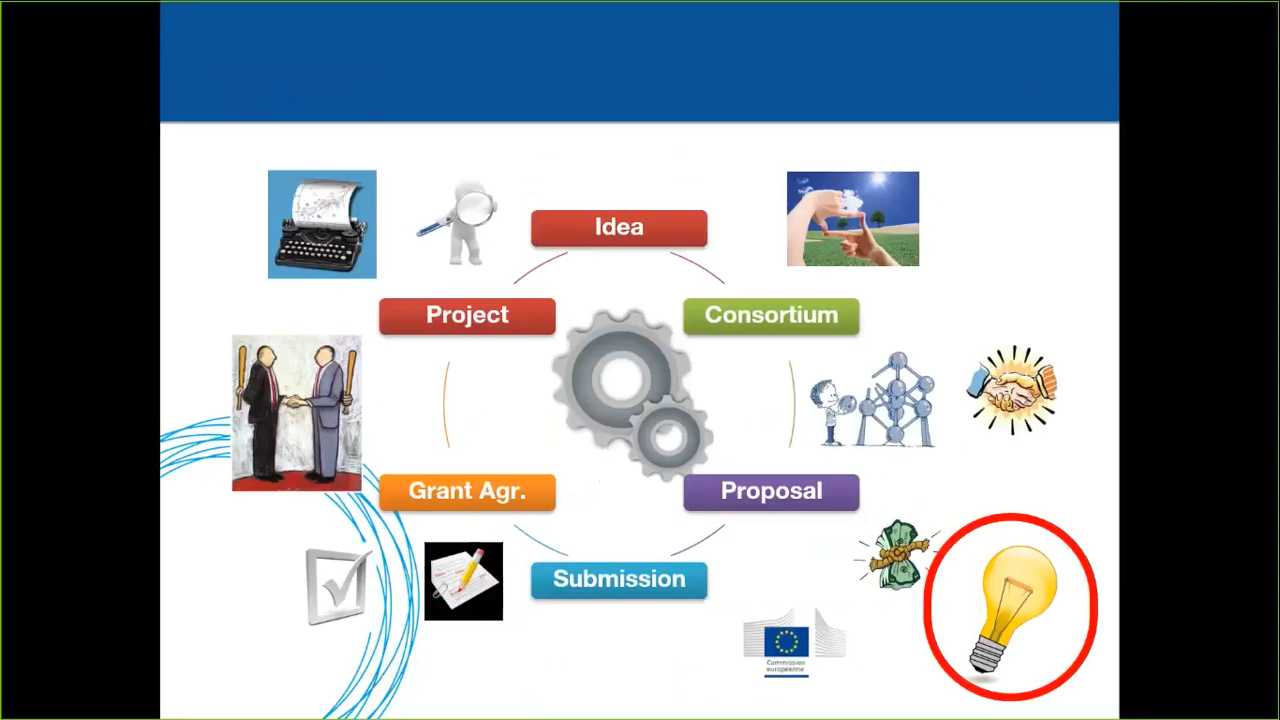 Idea
Project
Consortium
Grant Agr.
Proposal
Submission
Commission
européenne